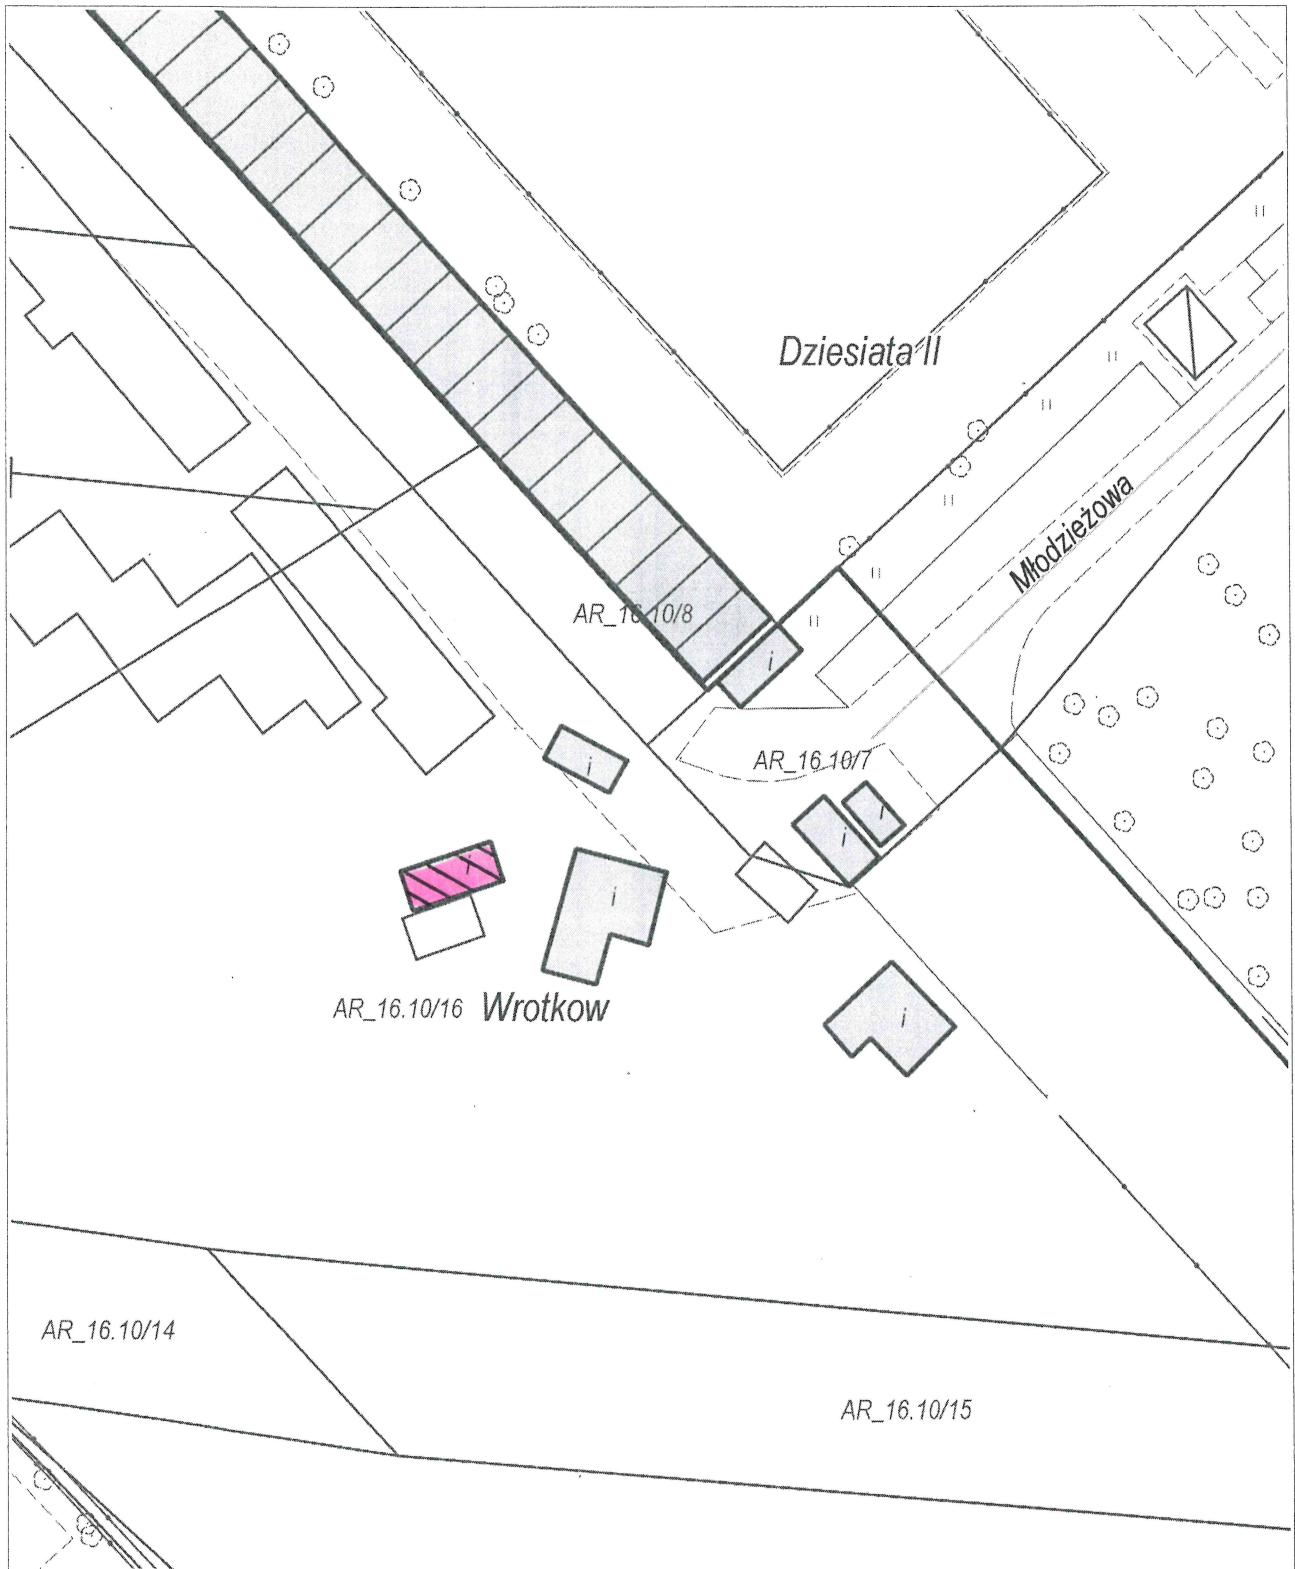 Dziesiata II
Młodzieżowa
AR_16.10/8
i
AR_16.10/7
i
i
i
i
i
i
AR_16.10/16
Wrotkow
i
AR_16.10/14
AR_16.10/15